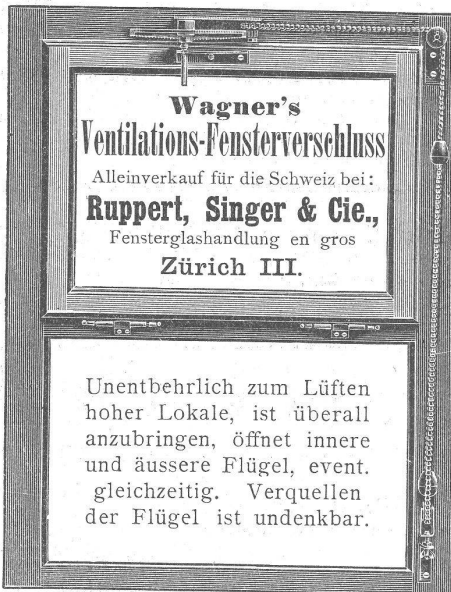 Wagner's
Ventilations-Fensterverschluss
Alleinverkauf für die Schweiz bei:
Ruppert, Singer & Cie.,
Fensterglashandlung en gros
Zürich III.
Unentbehrlich zum Lüften
hoher Lokale, ist überall
anzubringen, öffnet innere
und äussere Flügel, event.
gleichzeitig. Verquellen
der Flügel ist undenkbar.